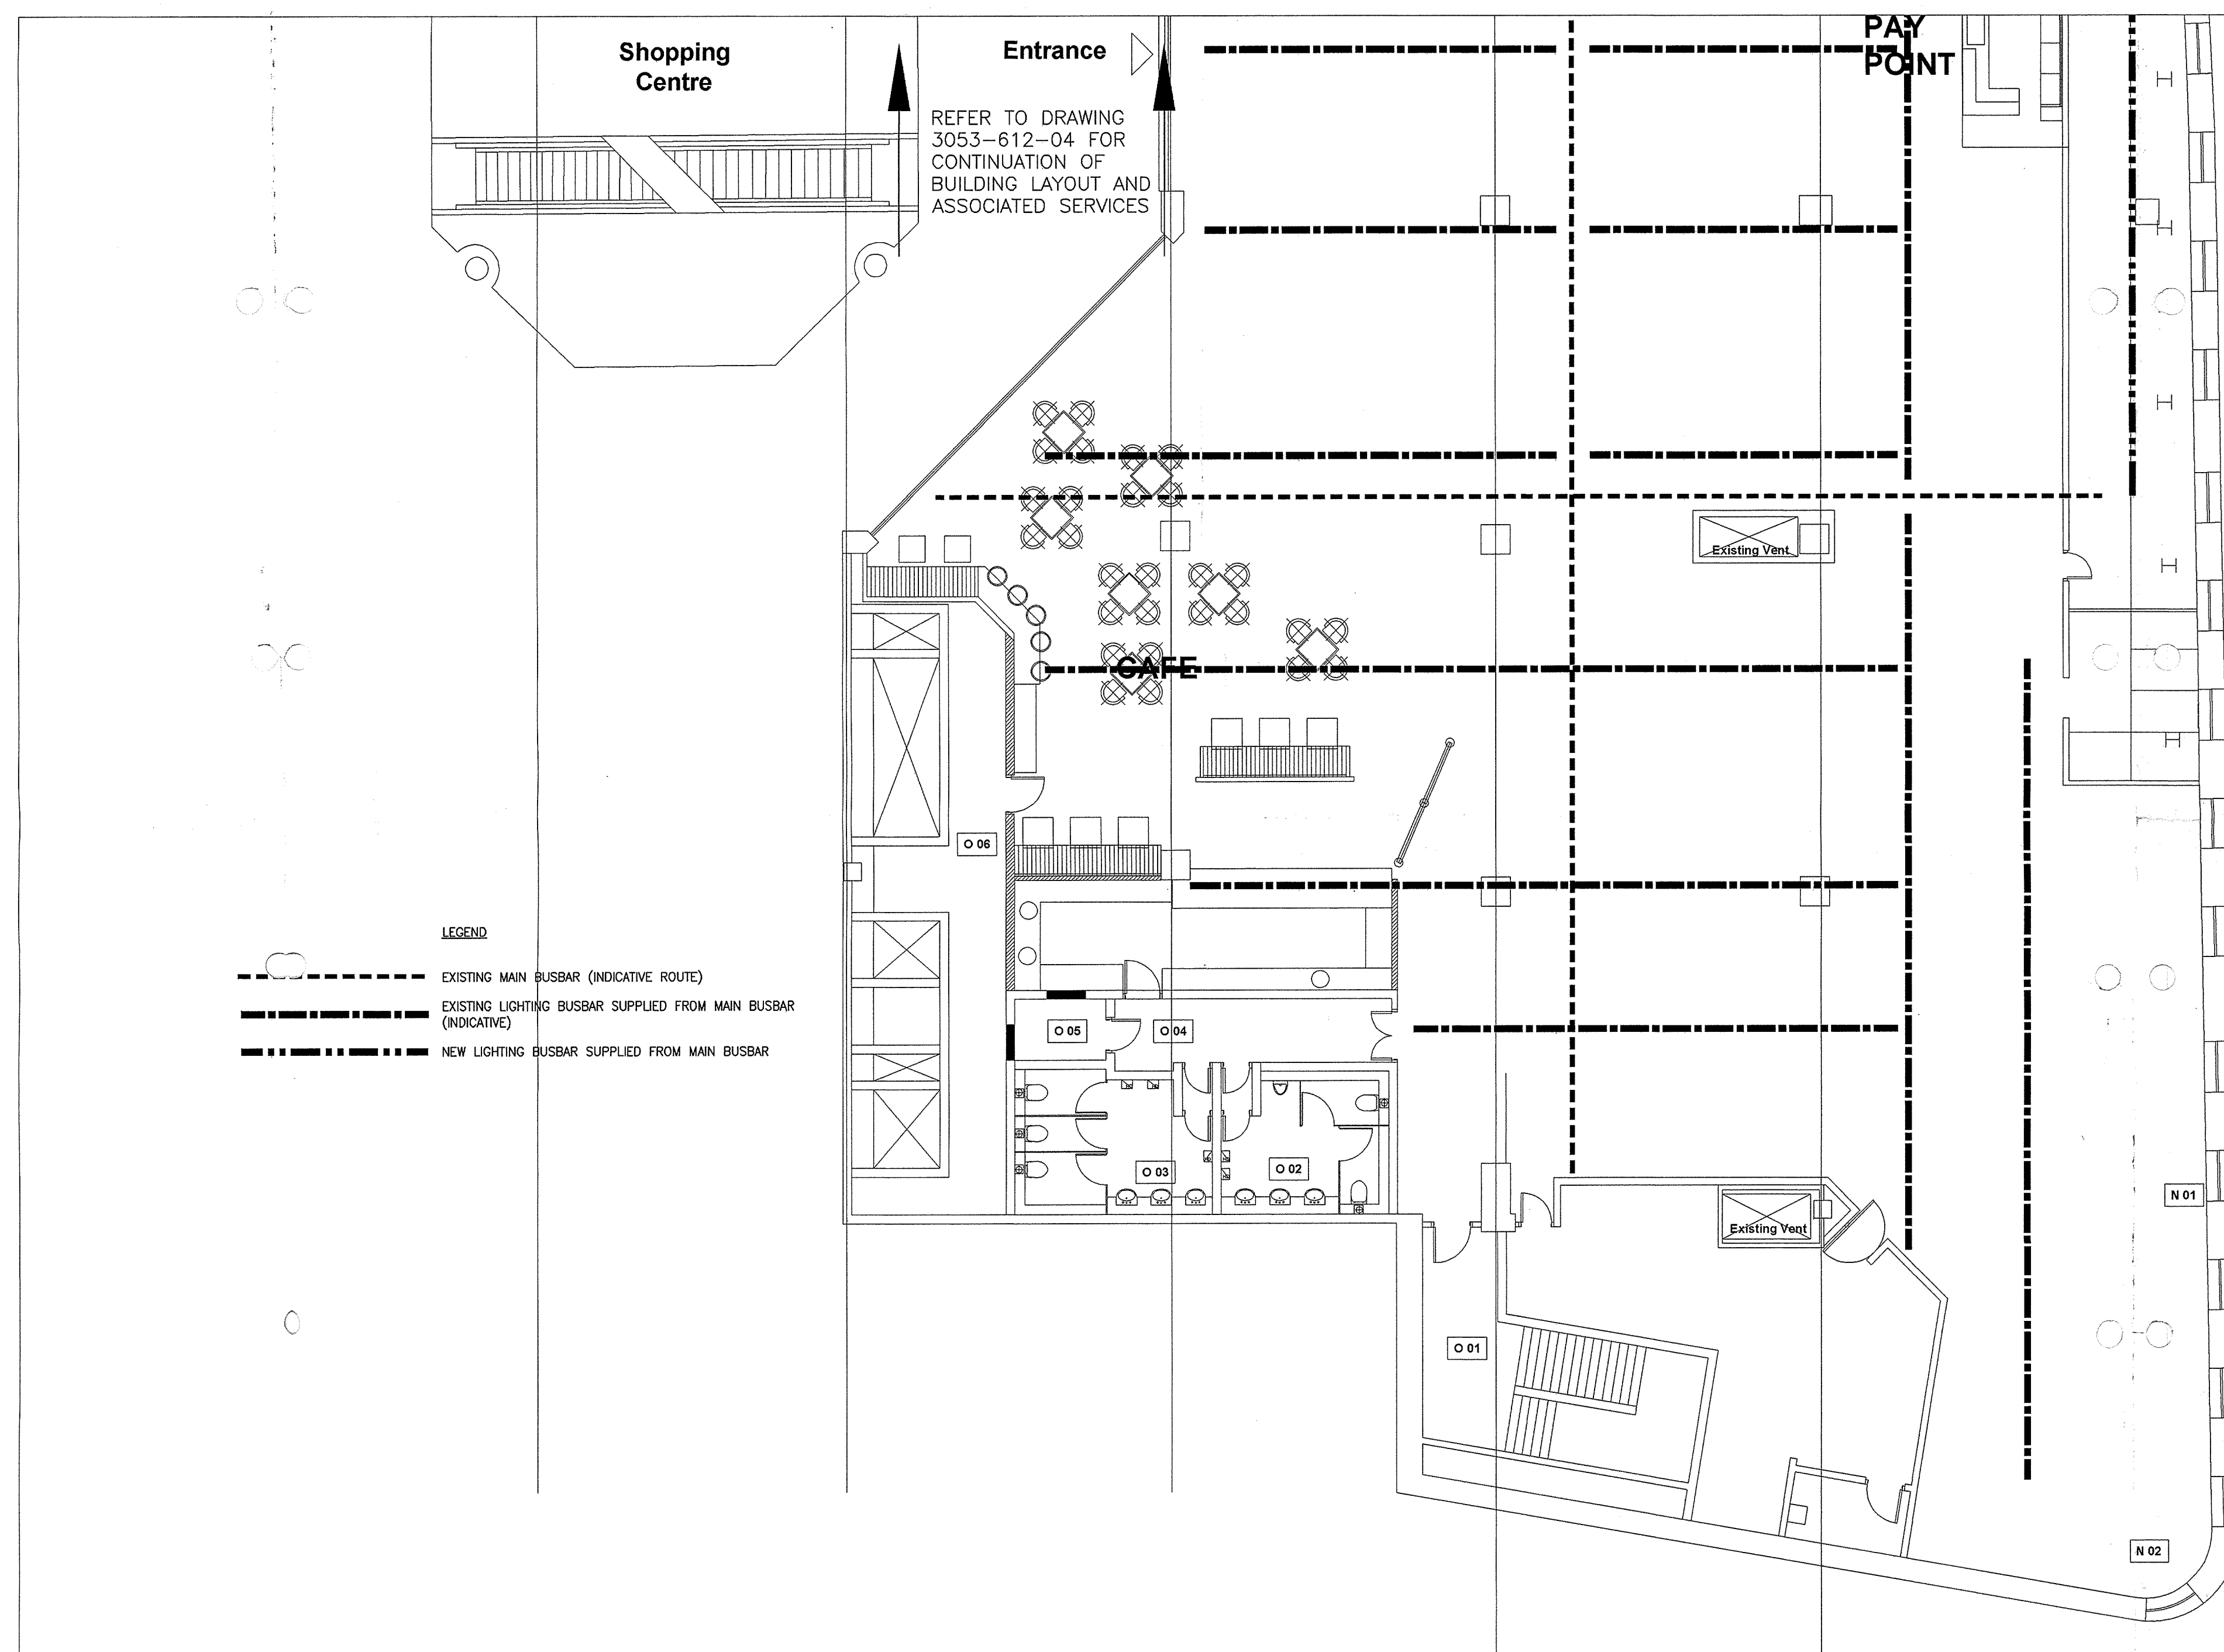 Shopping
Centre
Entrance
PAY
POINT
REFER TO DRAWING
3053-612-04 FOR
CONTINUATION OF
BUILDING LAYOUT AND
ASSOCIATED SERVICES
Existing Vent
CAFE
O 06
LEGEND
EXISTING MAIN BUSBAR (INDICATIVE ROUTE)
EXISTING LIGHTING BUSBAR SUPPLIED FROM MAIN BUSBAR
(INDICATIVE)
NEW LIGHTING BUSBAR SUPPLIED FROM MAIN BUSBAR
O 05
O 04
O 03
O 02
N 01
Existing Vent
O 01
N 02